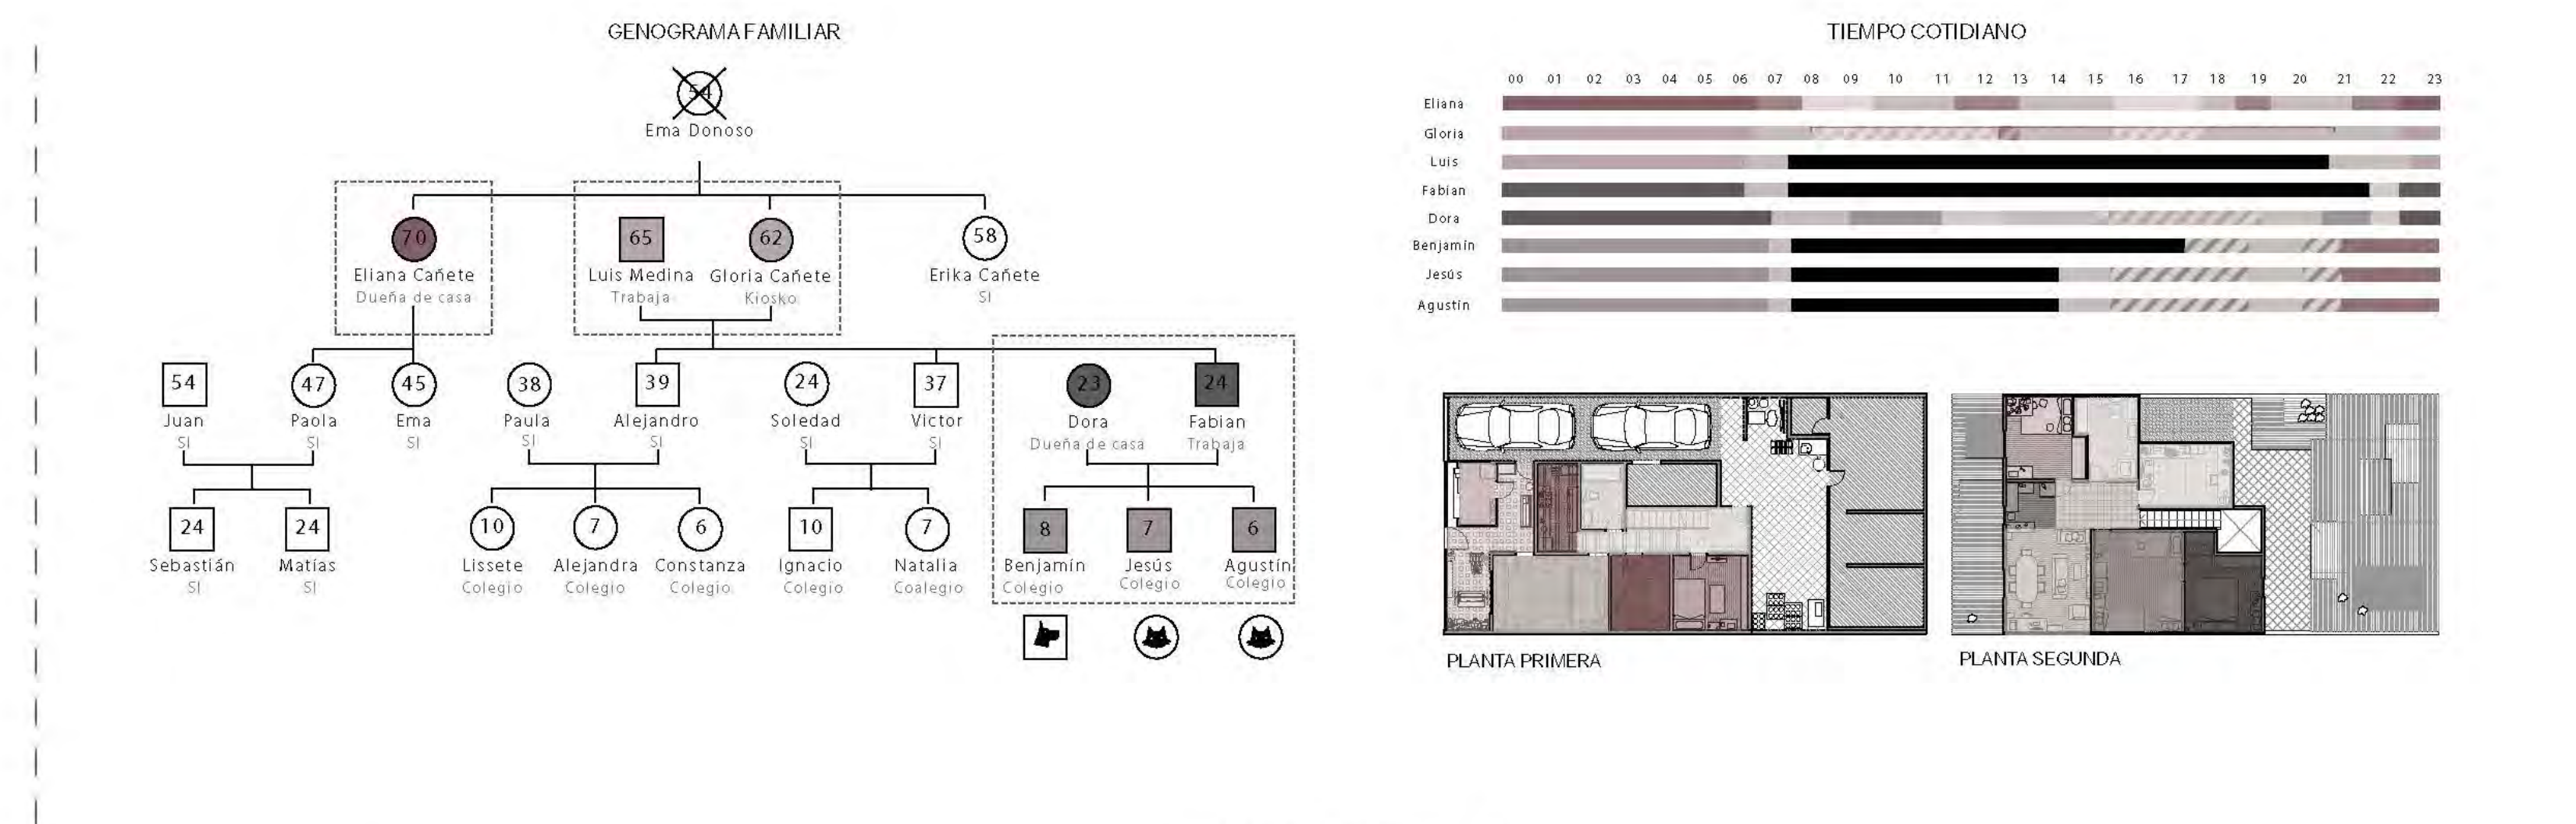 GENOGRAMA FAMILIAR
54
Ema Donoso
70
65
62
58
Eliana Cañete
Luis Medina
Gloria Cañete
Erika Cañete
Dueña de casa
Trabaja
Kiosko
SI
54
47
45
38
39
24
37
23
24
Juan
Paola
Ema
Paula
Alejandro
Soledad
Victor
Dora
Fabian
SI
SI
SI
SI
SI
SI
SI
Dueña de casa
Trabaja
24
24
10
7
6
10
7
8
7
6
Sebastián
Matías
Lissete
Alejandra
Constanza
Ignacio
Natalia
Benjamín
Jesús
Agustín
SI
SI
Colegio
Colegio
Colegio
Colegio
Coalegio
Colegio
Colegio
Colegio
TIEMPO COTIDIANO
00 01 02 03 04 05 06 07 08 09 10 11 12 13 14 15 16 17 18 19 20 21 22 23
Eliana
Gloria
Luis
Fabian
Dora
Benjamín
Jesús
Agustín
PLANTA PRIMERA
PLANTA SEGUNDA